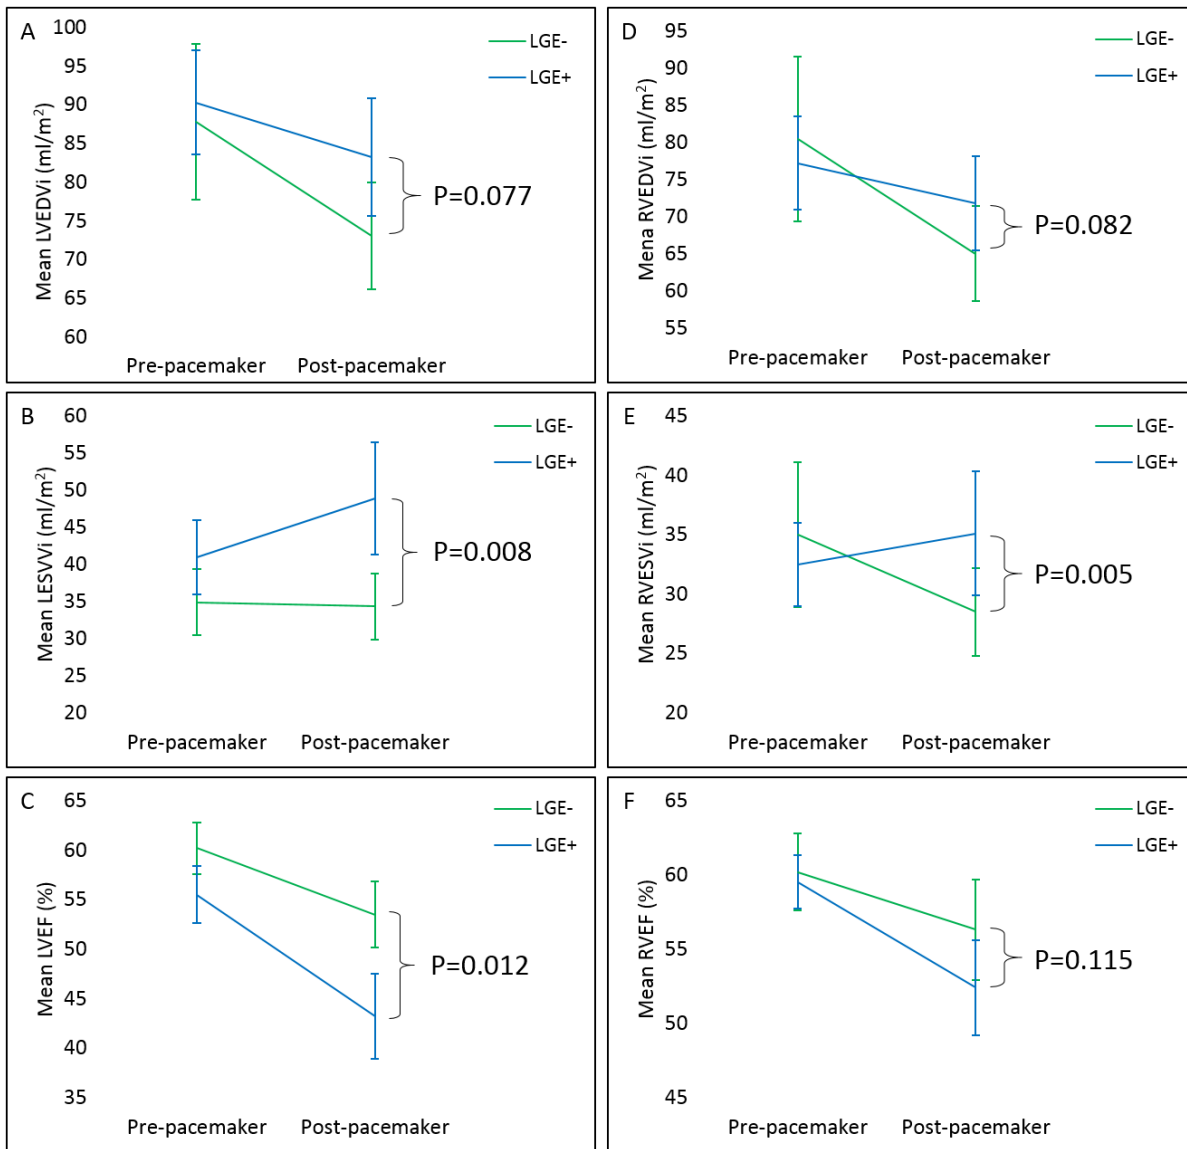 A
Mean LVEDVi (ml/m²)
100
95
90
85
80
75
70
65
60
LGE-
LGE+
P=0.077
Pre-pacemaker Post-pacemaker
D
Mena RVEDVi (ml/m²)
95
90
85
80
75
70
65
60
55
LGE-
LGE+
P=0.082
Pre-pacemaker Post-pacemaker
B
Mean LESVVi (ml/m²)
60
55
50
45
40
35
30
25
20
LGE-
LGE+
P=0.008
Pre-pacemaker Post-pacemaker
E
Mean RVESVi (ml/m²)
45
40
35
30
25
20
LGE-
LGE+
P=0.005
Pre-pacemaker Post-pacemaker
C
Mean LVEF (%)
65
60
55
50
45
40
35
LGE-
LGE+
P=0.012
Pre-pacemaker Post-pacemaker
F
Mean RVEF (%)
65
60
55
50
45
LGE-
LGE+
P=0.115
Pre-pacemaker Post-pacemaker